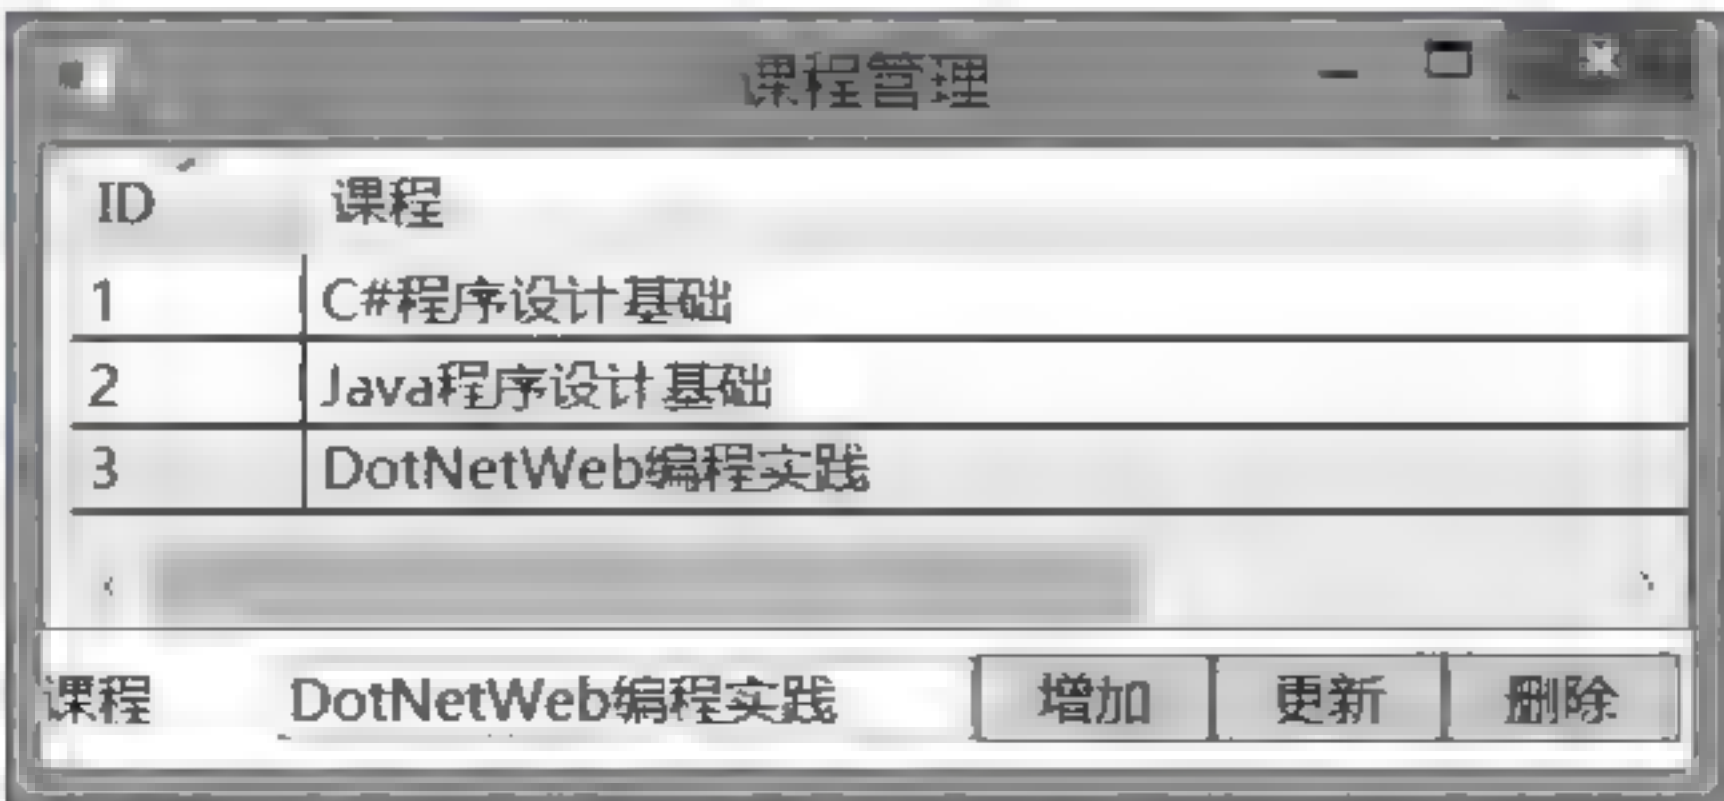 课程管理
ID 课程
1 C#程序设计基础
2 Java程序设计基础
3 DotNetWeb编程实践
课程 DotNetWeb编程实践 增加 更新 删除